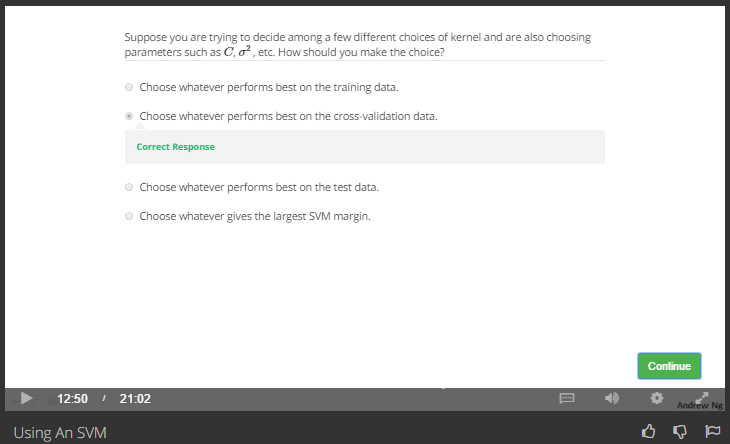 Suppose you are trying to decide among a few different choices of kernel and are also choosing
parameters such as C, σ², etc. How should you make the choice?
Choose whatever performs best on the training data.
Choose whatever performs best on the cross-validation data.
Correct Response
Choose whatever performs best on the test data.
Choose whatever gives the largest SVM margin.
Continue
12:50 / 21:02
Andrew Ng
Using An SVM